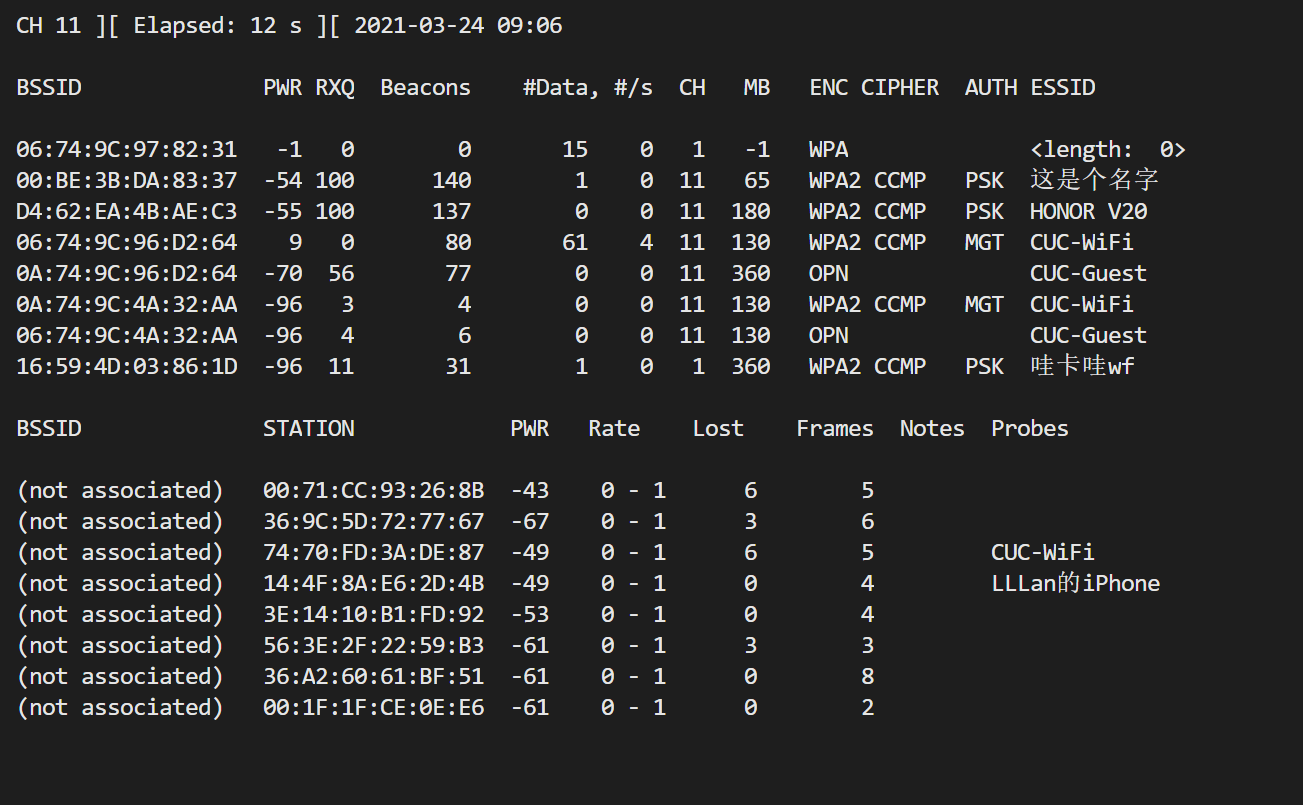 CH 11 ][ Elapsed: 12 s ][ 2021-03-24 09:06
BSSID PWR RXQ Beacons #Data, #/s CH MB ENC CIPHER AUTH ESSID
06:74:9C:97:82:31 -1 0 0 15 0 1 -1 WPA <length: 0>
00:BE:3B:DA:83:37 -54 100 140 1 0 11 65 WPA2 CCMP PSK 这是个名字
D4:62:EA:4B:AE:C3 -55 100 137 0 0 11 180 WPA2 CCMP PSK HONOR V20
06:74:9C:96:D2:64 9 0 80 61 4 11 130 WPA2 CCMP MGT CUC-WiFi
0A:74:9C:96:D2:64 -70 56 77 0 0 11 360 OPN CUC-Guest
0A:74:9C:4A:32:AA -96 3 4 0 0 11 130 WPA2 CCMP MGT CUC-WiFi
06:74:9C:4A:32:AA -96 4 6 0 0 11 130 OPN CUC-Guest
16:59:4D:03:86:1D -96 11 31 1 0 1 360 WPA2 CCMP PSK 哇卡哇wf
BSSID STATION PWR Rate Lost Frames Notes Probes
(not associated) 00:71:CC:93:26:8B -43 0 - 1 6 5
(not associated) 36:9C:5D:72:77:67 -67 0 - 1 3 6
(not associated) 74:70:FD:3A:DE:87 -49 0 - 1 6 5 CUC-WiFi
(not associated) 14:4F:8A:E6:2D:4B -49 0 - 1 0 4 LLLan的iPhone
(not associated) 3E:14:10:B1:FD:92 -53 0 - 1 0 4
(not associated) 56:3E:2F:22:59:B3 -61 0 - 1 3 3
(not associated) 36:A2:60:61:BF:51 -61 0 - 1 0 8
(not associated) 00:1F:1F:CE:0E:E6 -61 0 - 1 0 2